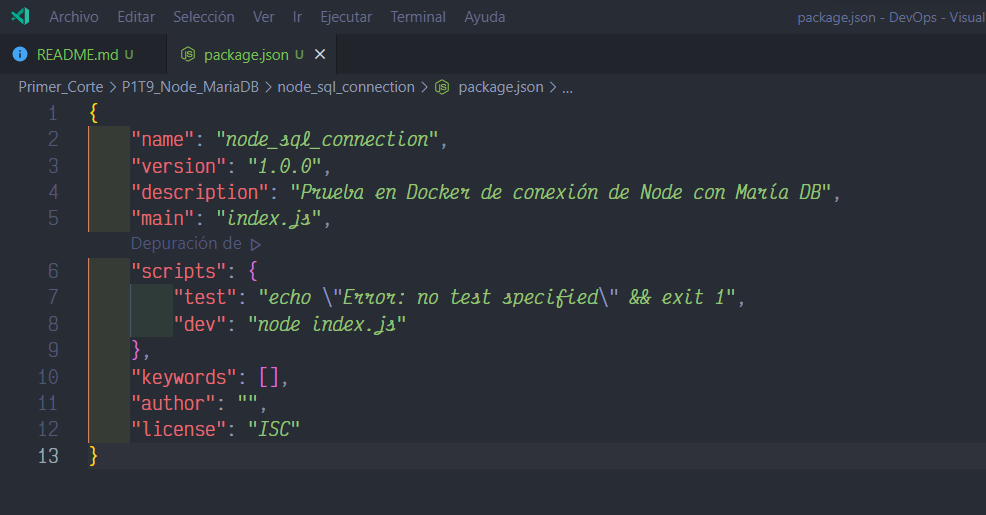 Archivo Editar Selección Ver Ir Ejecutar Terminal Ayuda package.json - DevOps - Visual
README.md U package.json U
Primer_Corte > P1T9_Node_MariaDB > node_sql_connection > package.json > ...
1 {
2 "name": "node_sql_connection",
3 "version": "1.0.0",
4 "description": "Prueba en Docker de conexión de Node con María DB",
5 "main": "index.js",
Depuración de
6 "scripts": {
7 "test": "echo \"Error: no test specified\" && exit 1",
8 "dev": "node index.js"
9 },
10 "keywords": [],
11 "author": "",
12 "license": "ISC"
13 }